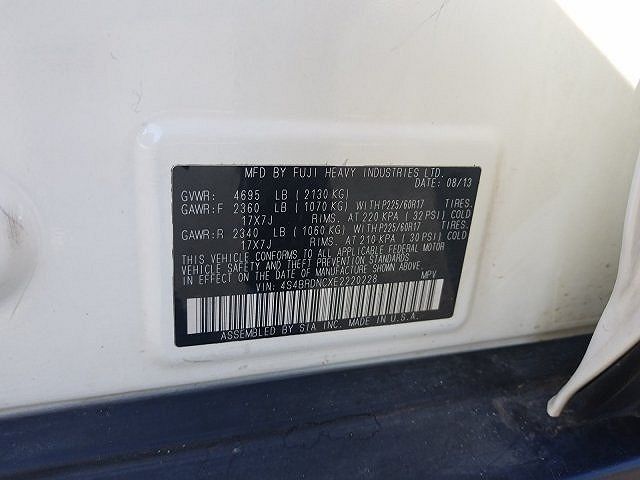 MFD BY FUJI HEAVY INDUSTRIES LTD.
DATE: 08/13
GVWR: 4695 LB ( 2130 KG)
GAWR:F 2360 LB ( 1070 KG) WITH P225/60R17 TIRES.
17X7J RIMS. AT 220 KPA ( 32 PSI) COLD
GAWR:R 2340 LB ( 1060 KG) WITH P225/60R17 TIRES.
17X7J RIMS. AT 210 KPA ( 30 PSI) COLD
THIS VEHICLE CONFORMS TO ALL APPLICABLE FEDERAL MOTOR
VEHICLE SAFETY AND THEFT PREVENTION STANDARDS
IN EFFECT ON THE DATE OF MANUFACTURE SHOWN ABOVE.
VIN: 4S4BRDNCXE2220228 MPV
ASSEMBLED BY SIA INC. MADE IN U.S.A.